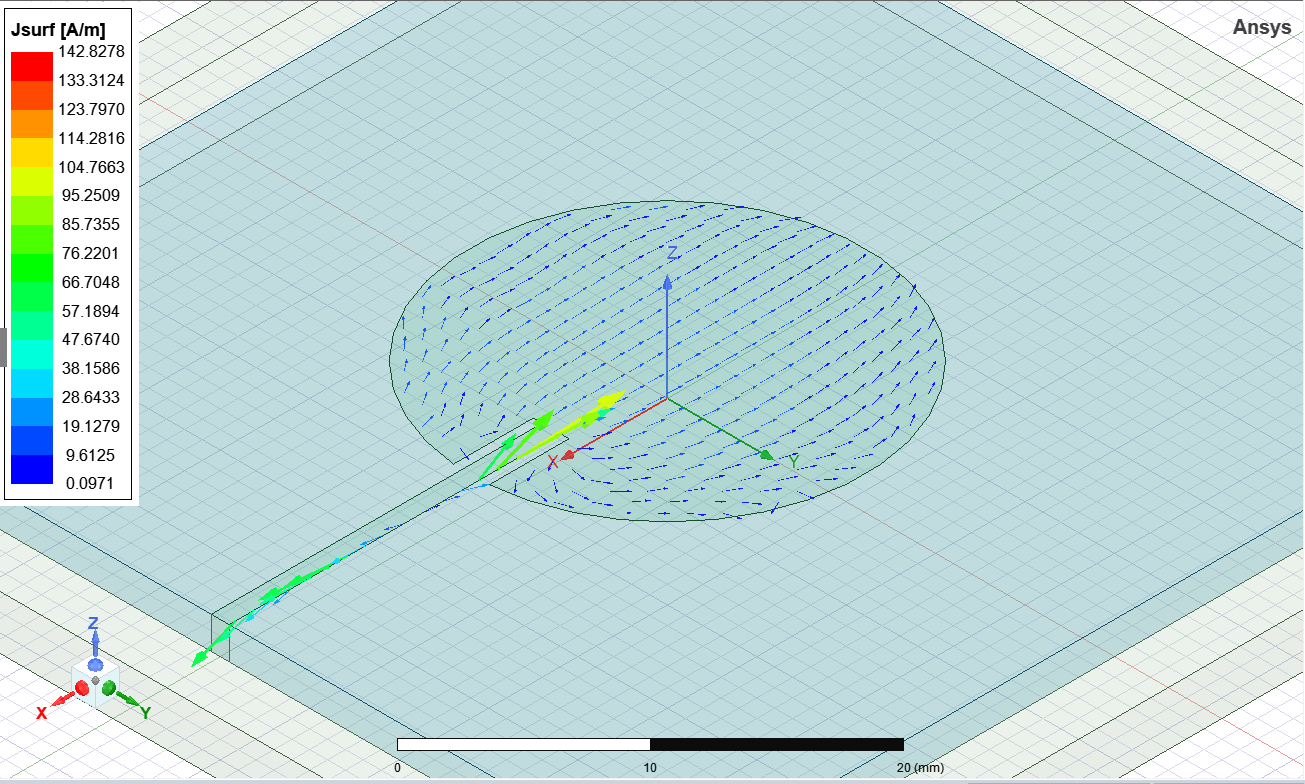 Jsurf [A/m]
142.8278
133.3124
123.7970
114.2816
104.7663
95.2509
85.7355
76.2201
66.7048
57.1894
47.6740
38.1586
28.6433
19.1279
9.6125
0.0971
Ansys
Z
X
Y
Z
X
Y
0 10 20 (mm)